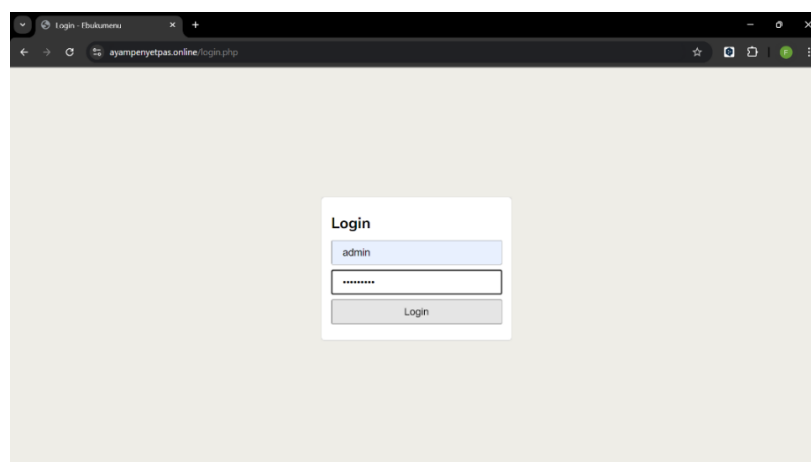 Login - Ebukumenu
ayampenyetpas.online/login.php
Login
admin
•••••••••
Login